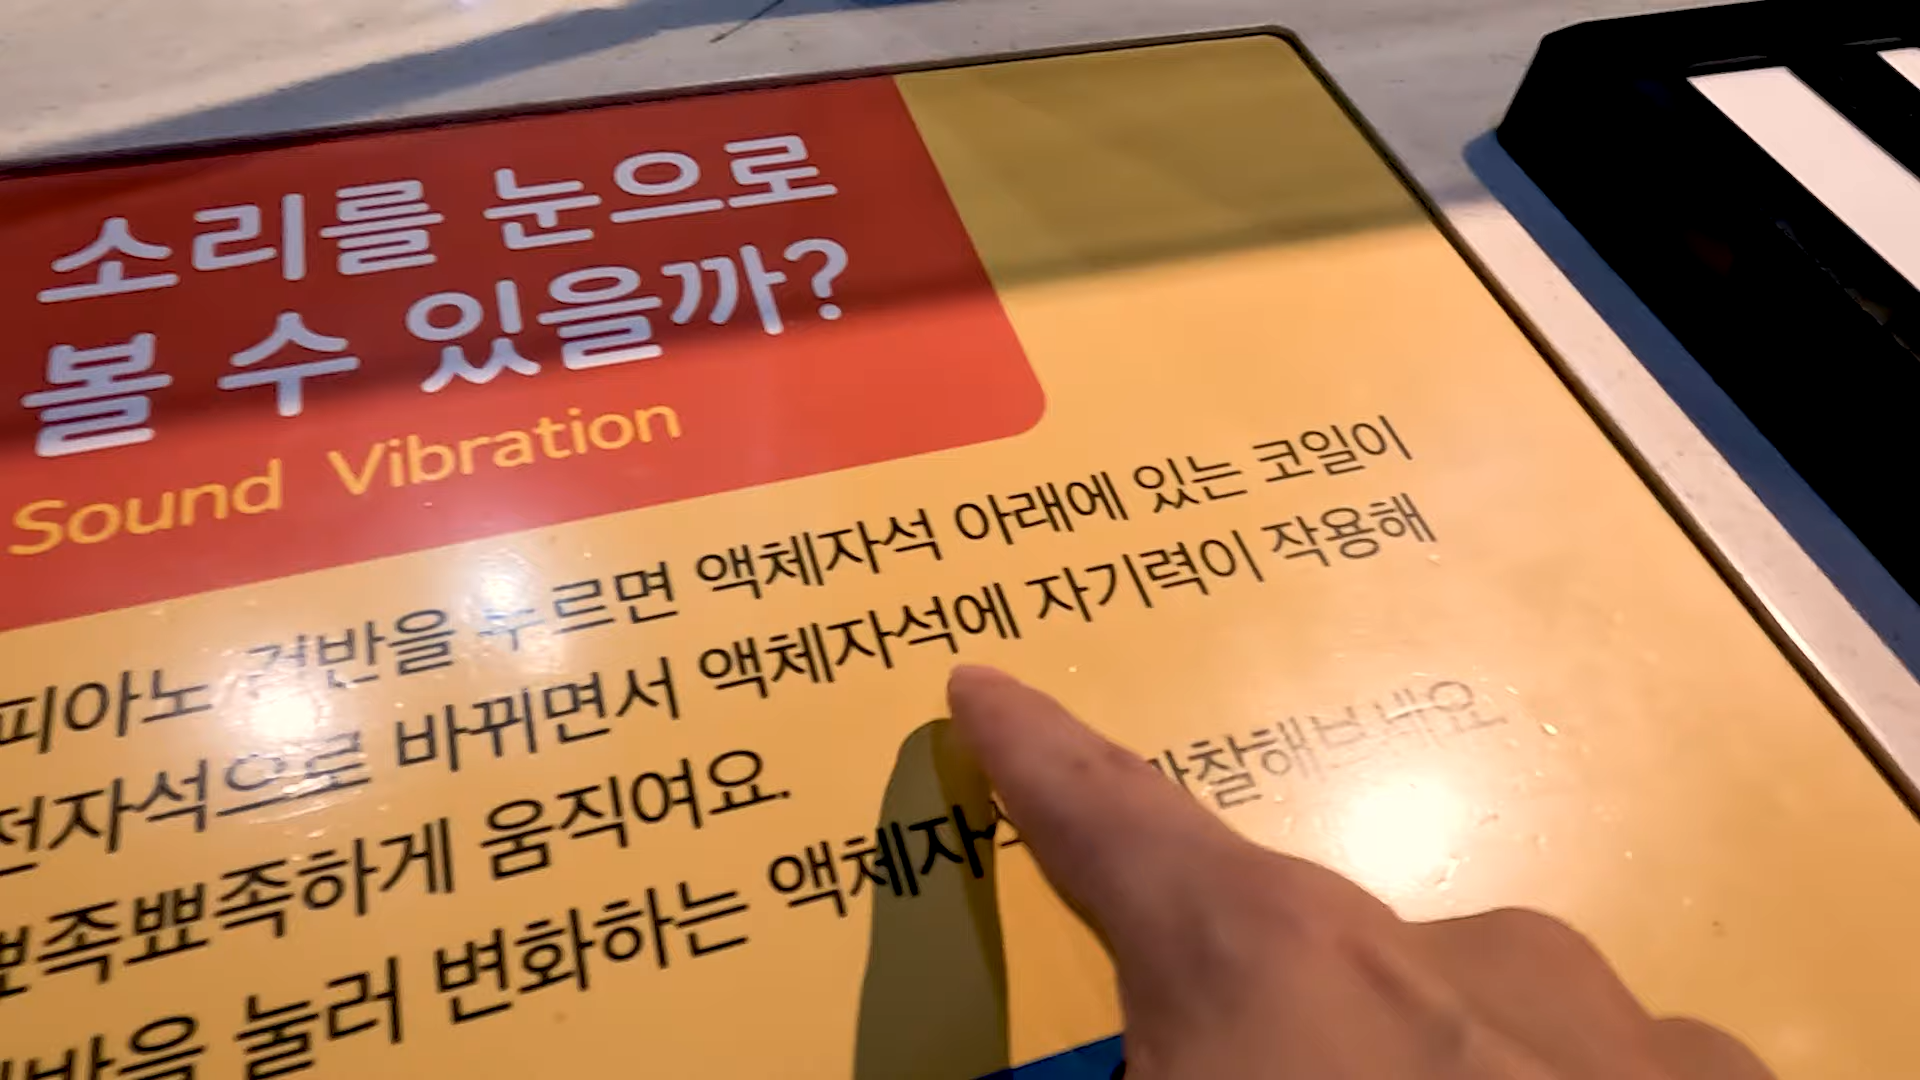 소리를 눈으로
볼 수 있을까?
Sound Vibration
피아노 건반을 누르면 액체자석 아래에 있는 코일이
전자석으로 바뀌면서 액체자석에 자기력이 작용해
뾰족뾰족하게 움직여요.
눌러 변화하는